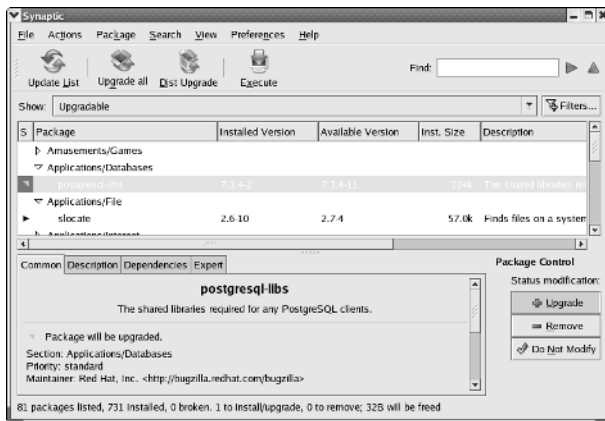 Synaptic
File Actions Package Search View Preferences Help
Update List Upgrade all Dist Upgrade Execute Find:
Show: Upgradable Filters...
S Package Installed Version Available Version Inst. Size Description
Amusements/Games
Applications/Databases
postgresql-libs 7.3.4-2 7.3.4-11 224k The shared libraries re
Applications/File
slocate 2.6-10 2.7-4 57.0k Finds files on a system
Applications/Internet
Common Description Dependencies Expert Package Control
postgresql-libs Status modification:
The shared libraries required for any PostgreSQL clients. Upgrade
Package will be upgraded. Remove
Section: Applications/Databases Do Not Modify
Priority: standard
Maintainer: Red Hat, Inc. <http://bugzilla.redhat.com/bugzilla>
81 packages listed, 731 installed, 0 broken. 1 to install/upgrade, 0 to remove; 32B will be freed